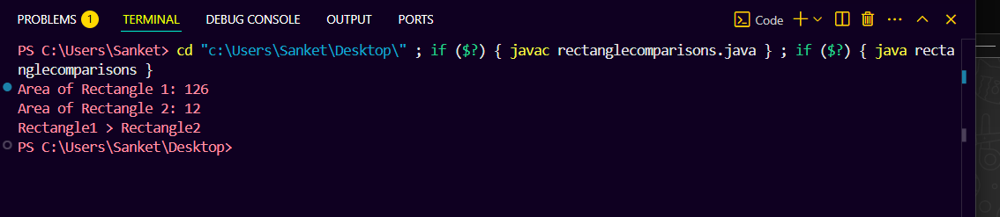 PROBLEMS 1 TERMINAL DEBUG CONSOLE OUTPUT PORTS Code
PS C:\Users\Sanket> cd "c:\Users\Sanket\Desktop\" ; if ($?) { javac rectanglecomparisons.java } ; if ($?) { java recta
nglecomparisons }
Area of Rectangle 1: 126
Area of Rectangle 2: 12
Rectangle1 > Rectangle2
PS C:\Users\Sanket\Desktop>